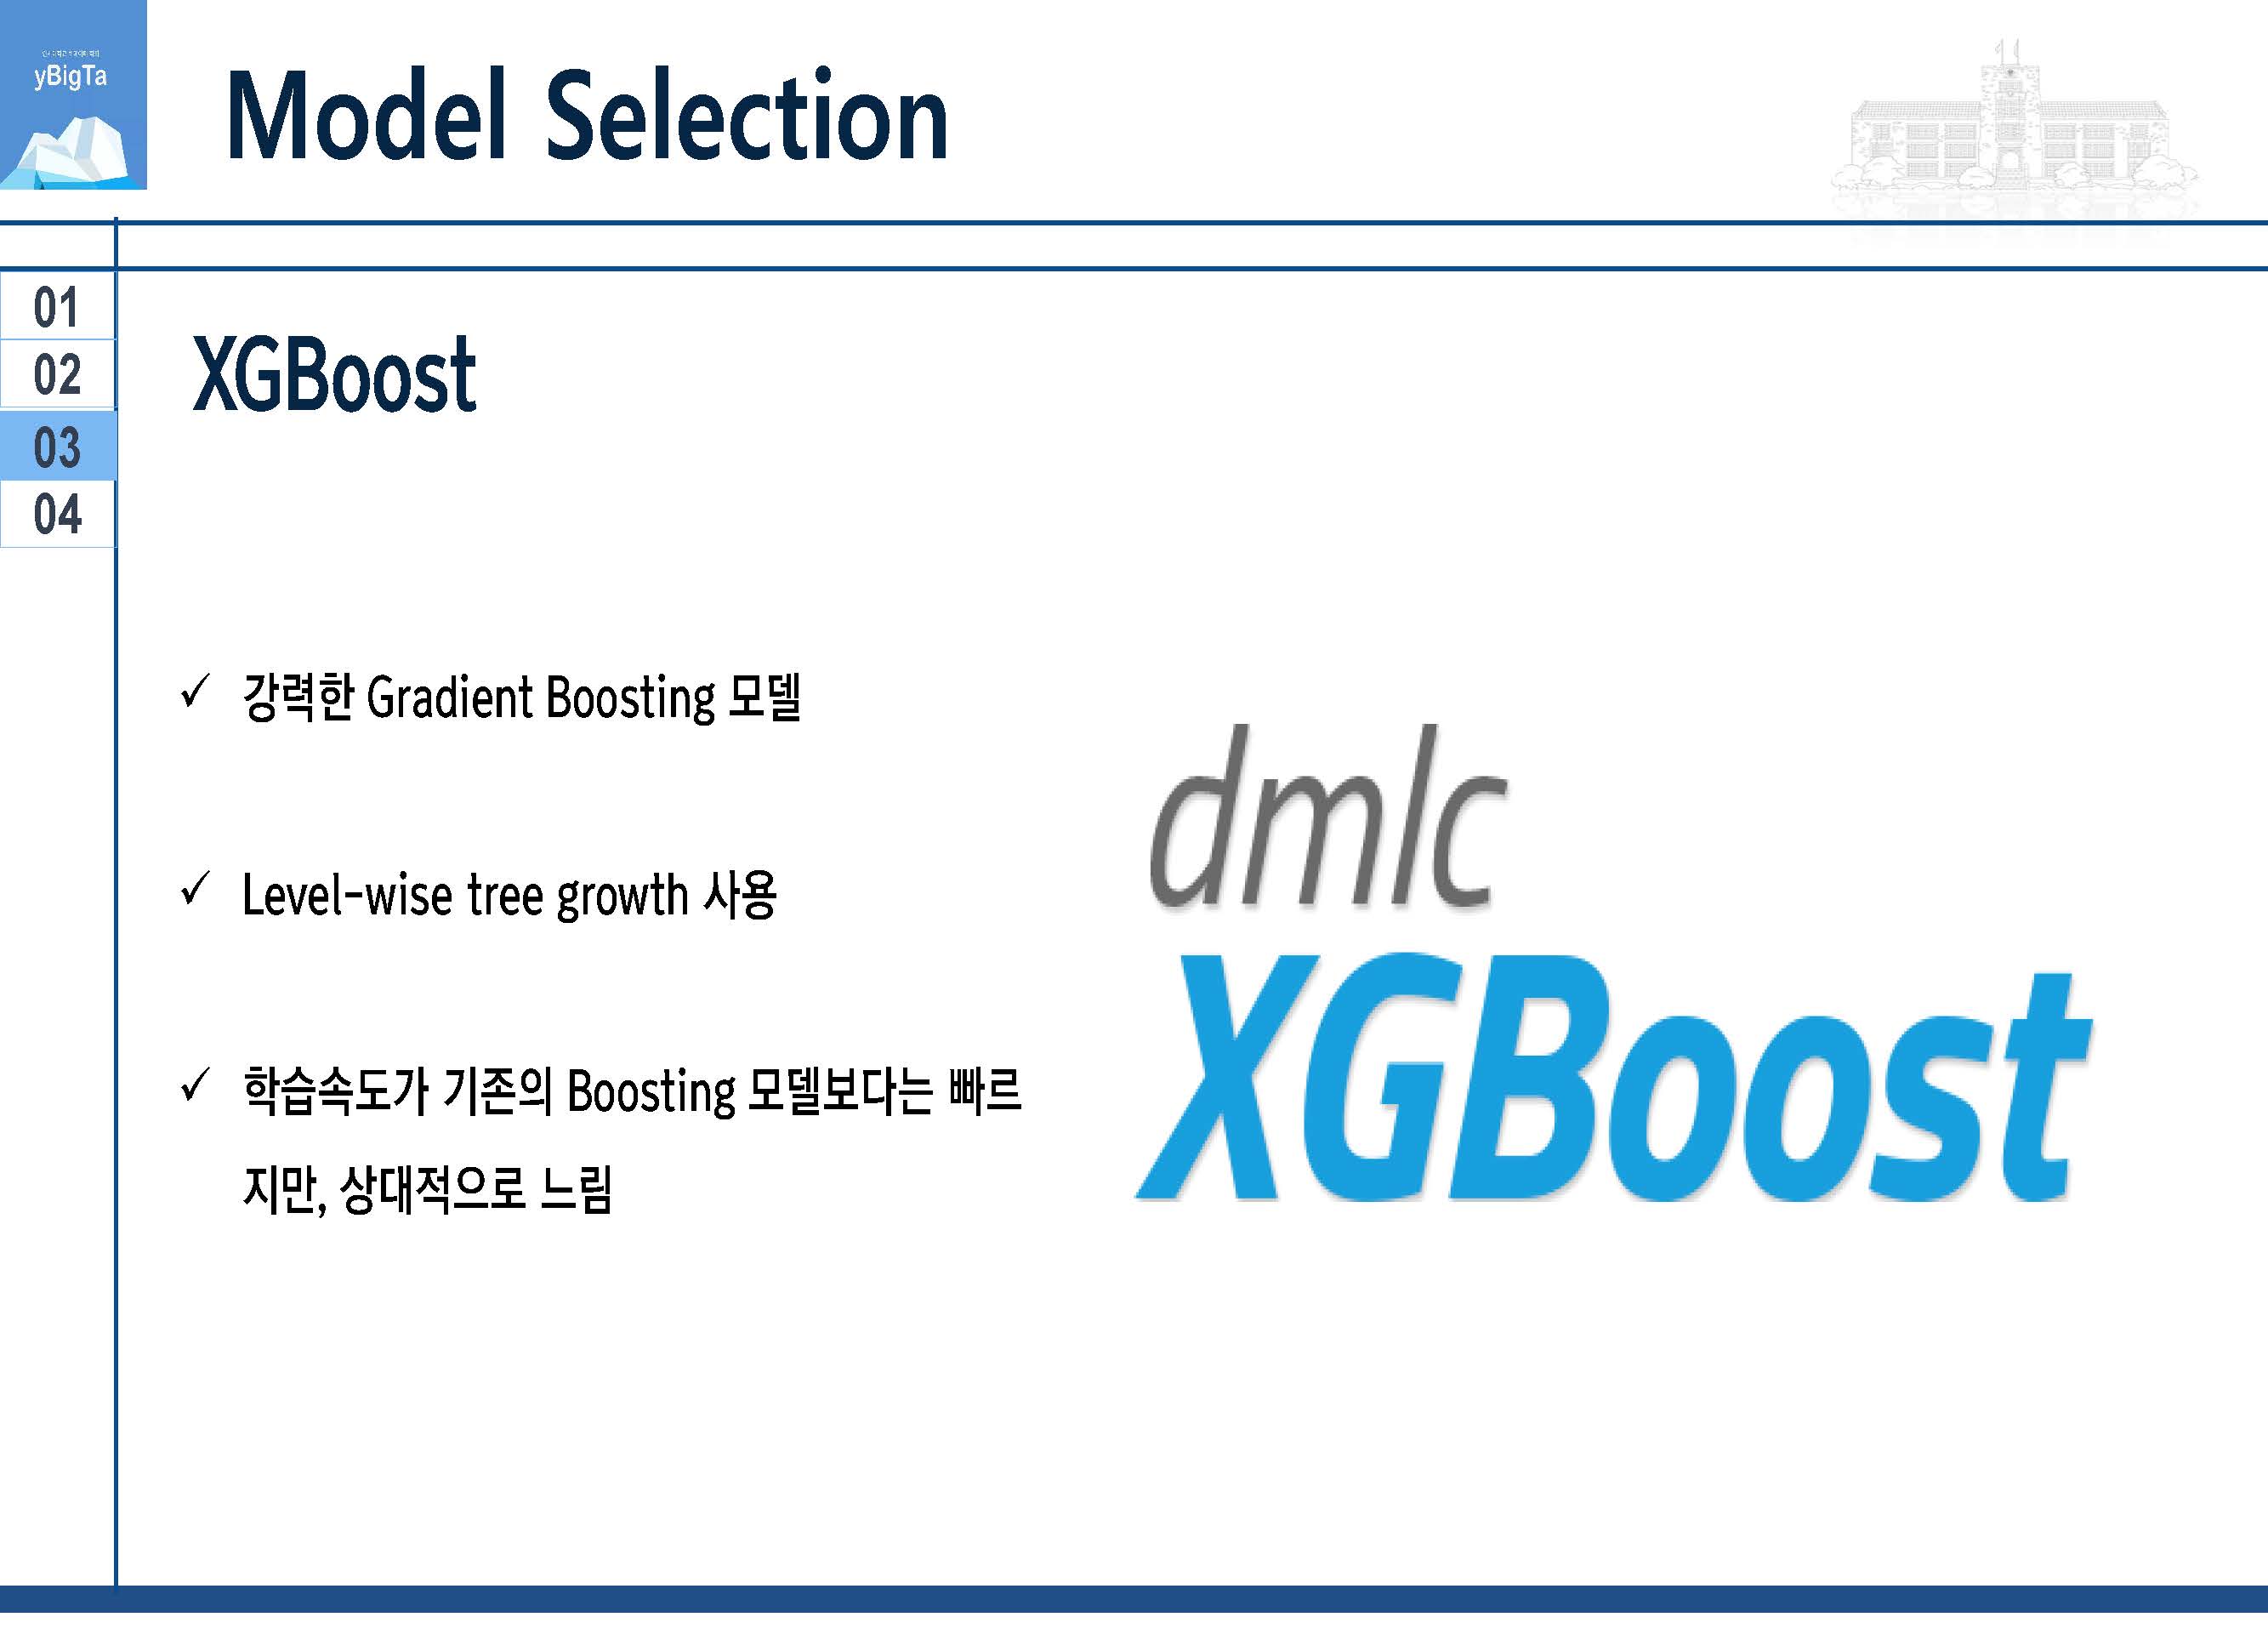 yBigTa
Model Selection
01
02
03
04
XGBoost
✓ 강력한 Gradient Boosting 모델
✓ Level-wise tree growth 사용
✓ 학습속도가 기존의 Boosting 모델보다는 빠르
지만, 상대적으로 느림
dmlc
XGBoost